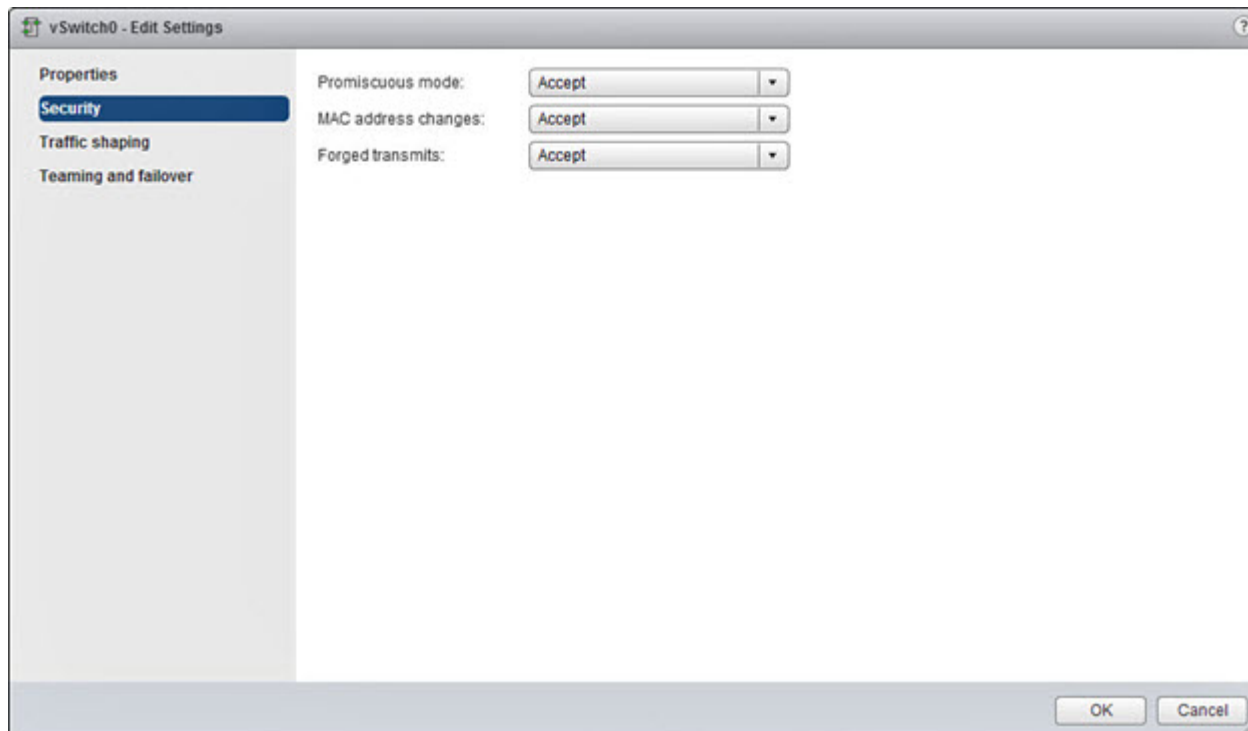 vSwitch0 - Edit Settings
?
Properties
Security
Traffic shaping
Teaming and failover
Promiscuous mode: Accept
MAC address changes: Accept
Forged transmits: Accept
OK Cancel